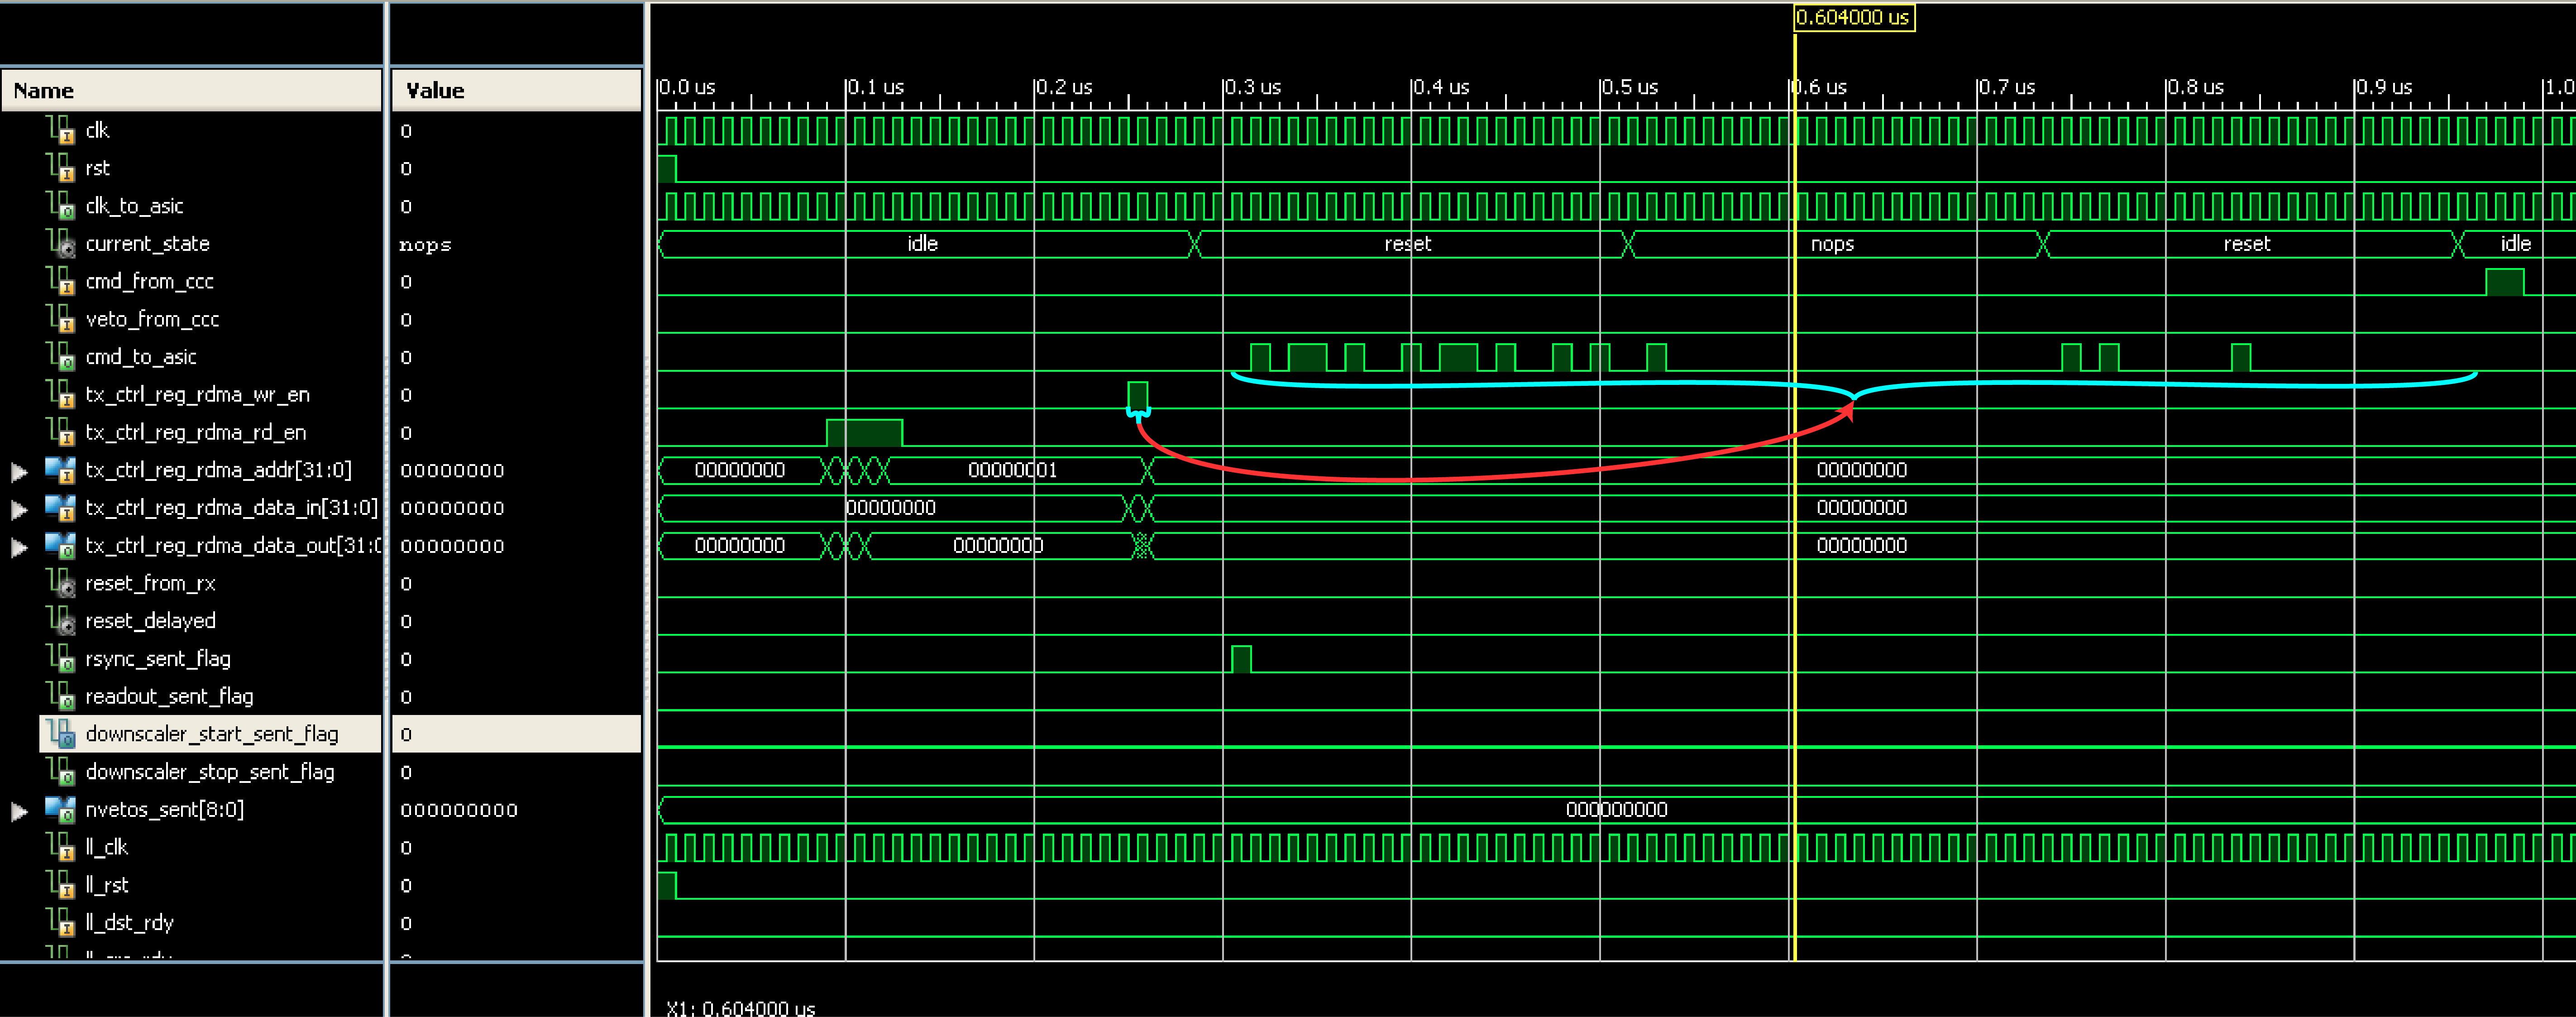 0.604000 us
Name Value 0.0 us 0.1 us 0.2 us 0.3 us 0.4 us 0.5 us 0.6 us 0.7 us 0.8 us 0.9 us 1.0
clk 0
rst 0
clk_to_asic 0
current_state nops idle reset nops reset idle
cmd_from_ccc 0
veto_from_ccc 0
cmd_to_asic 0
tx_ctrl_reg_rdma_wr_en 0
tx_ctrl_reg_rdma_rd_en 0
tx_ctrl_reg_rdma_addr[31:0] 00000000 00000000 00000001 00000000
tx_ctrl_reg_rdma_data_in[31:0] 00000000 00000000 00000000
tx_ctrl_reg_rdma_data_out[31:0 00000000 00000000 00000000 00000000
reset_from_rx 0
reset_delayed 0
rsync_sent_flag 0
readout_sent_flag 0
downscaler_start_sent_flag 0
downscaler_stop_sent_flag 0
nvetos_sent[8:0] 000000000 000000000
ll_clk 0
ll_rst 0
ll_dst_rdy 0
X1: 0.604000 us